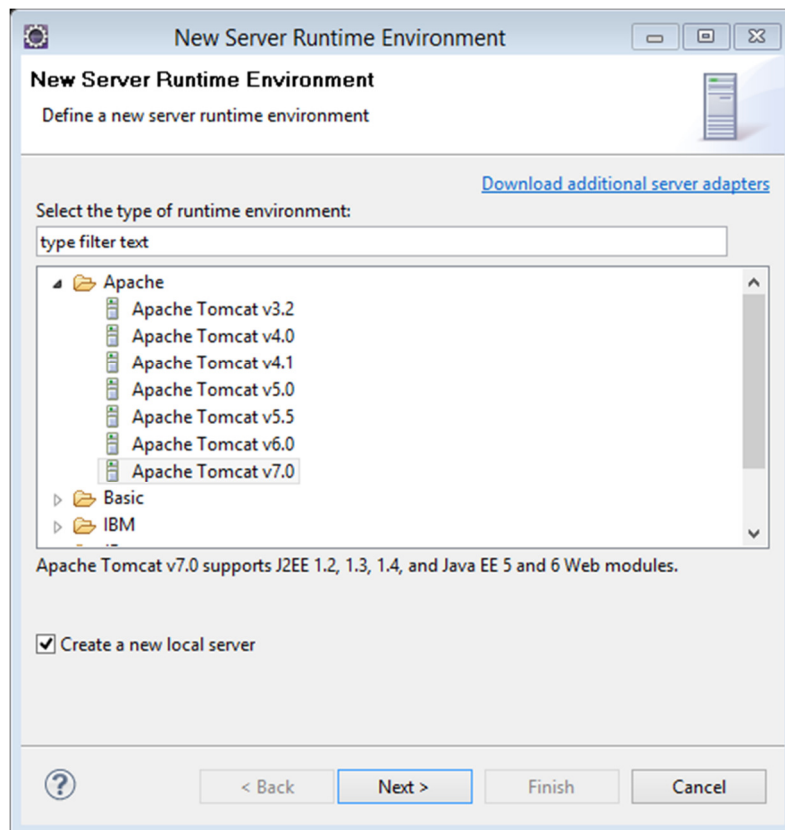 New Server Runtime Environment
New Server Runtime Environment
Define a new server runtime environment
Download additional server adapters
Select the type of runtime environment:
type filter text
Apache
Apache Tomcat v3.2
Apache Tomcat v4.0
Apache Tomcat v4.1
Apache Tomcat v5.0
Apache Tomcat v5.5
Apache Tomcat v6.0
Apache Tomcat v7.0
Basic
IBM
Apache Tomcat v7.0 supports J2EE 1.2, 1.3, 1.4, and Java EE 5 and 6 Web modules.
Create a new local server
?
< Back Next > Finish Cancel